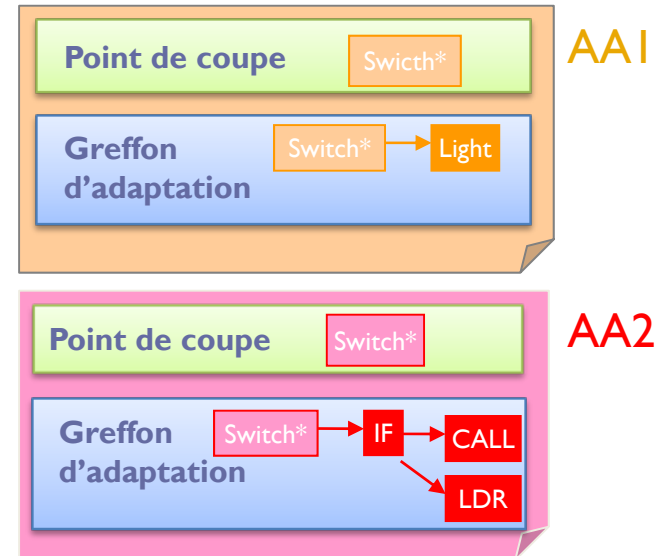 AA1
Point de coupe Swicth*
Greffon Switch* Light
d'adaptation
AA2
Point de coupe Switch*
Greffon Switch* IF CALL
d'adaptation LDR